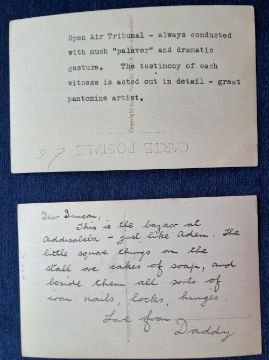 Open Air Tribunal - always conducted
with much "palaver" and dramatic
gesture. The testimony of each
witness is acted out in detail - great
pantomine artist.
CARTE POSTALE
Dear Duncan,
This is the bazaar at
Addisababa - just like Aden. The
little square things on the
stall are cakes of soap, and
beside them all sorts of
iron nails, locks, hinges.
Love from
Daddy